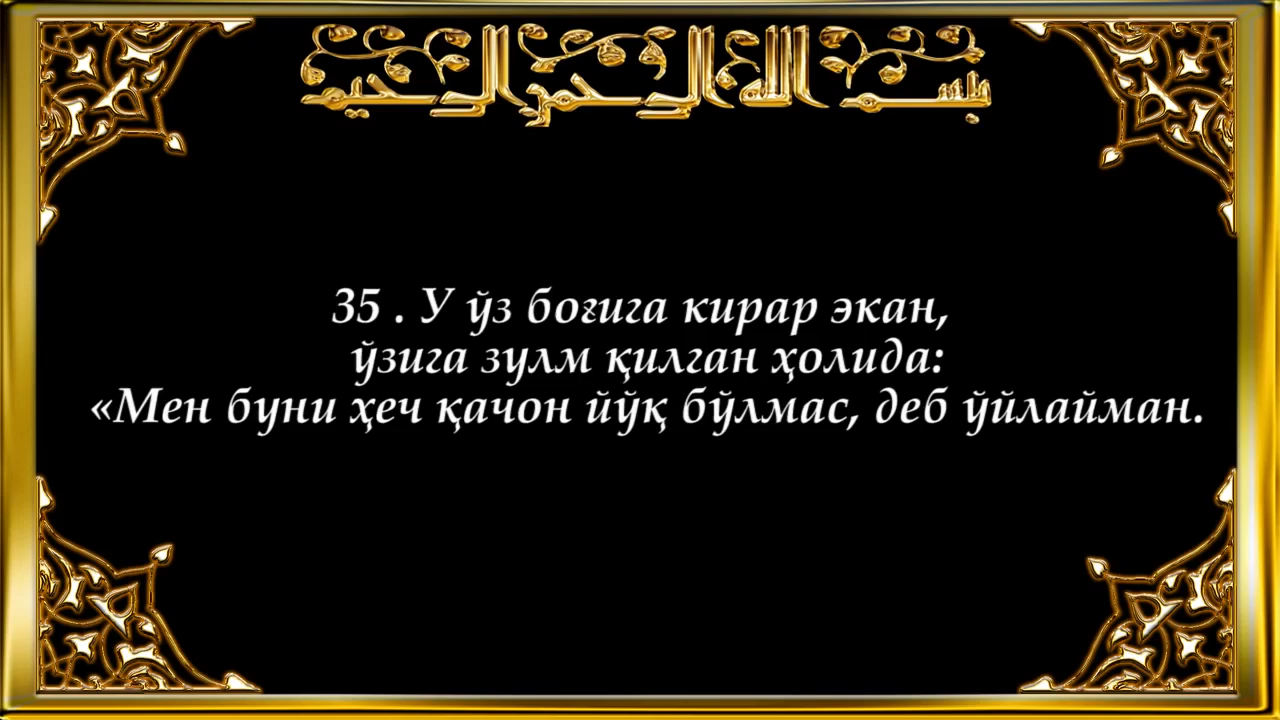 بسم الله الرحمن الرحيم
35 . У ўз боғига кирар экан,
ўзига зулм қилган ҳолида:
«Мен буни ҳеч қачон йўқ бўлмас, деб ўйлайман.